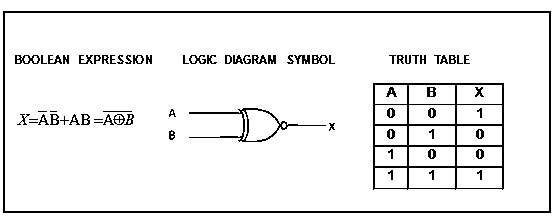 BOOLEAN EXPRESSION LOGIC DIAGRAM SYMBOL TRUTH TABLE
X=A̅B̅+AB=A̅⊕̅B̅
A
B
X
A B X
0 0 1
0 1 0
1 0 0
1 1 1